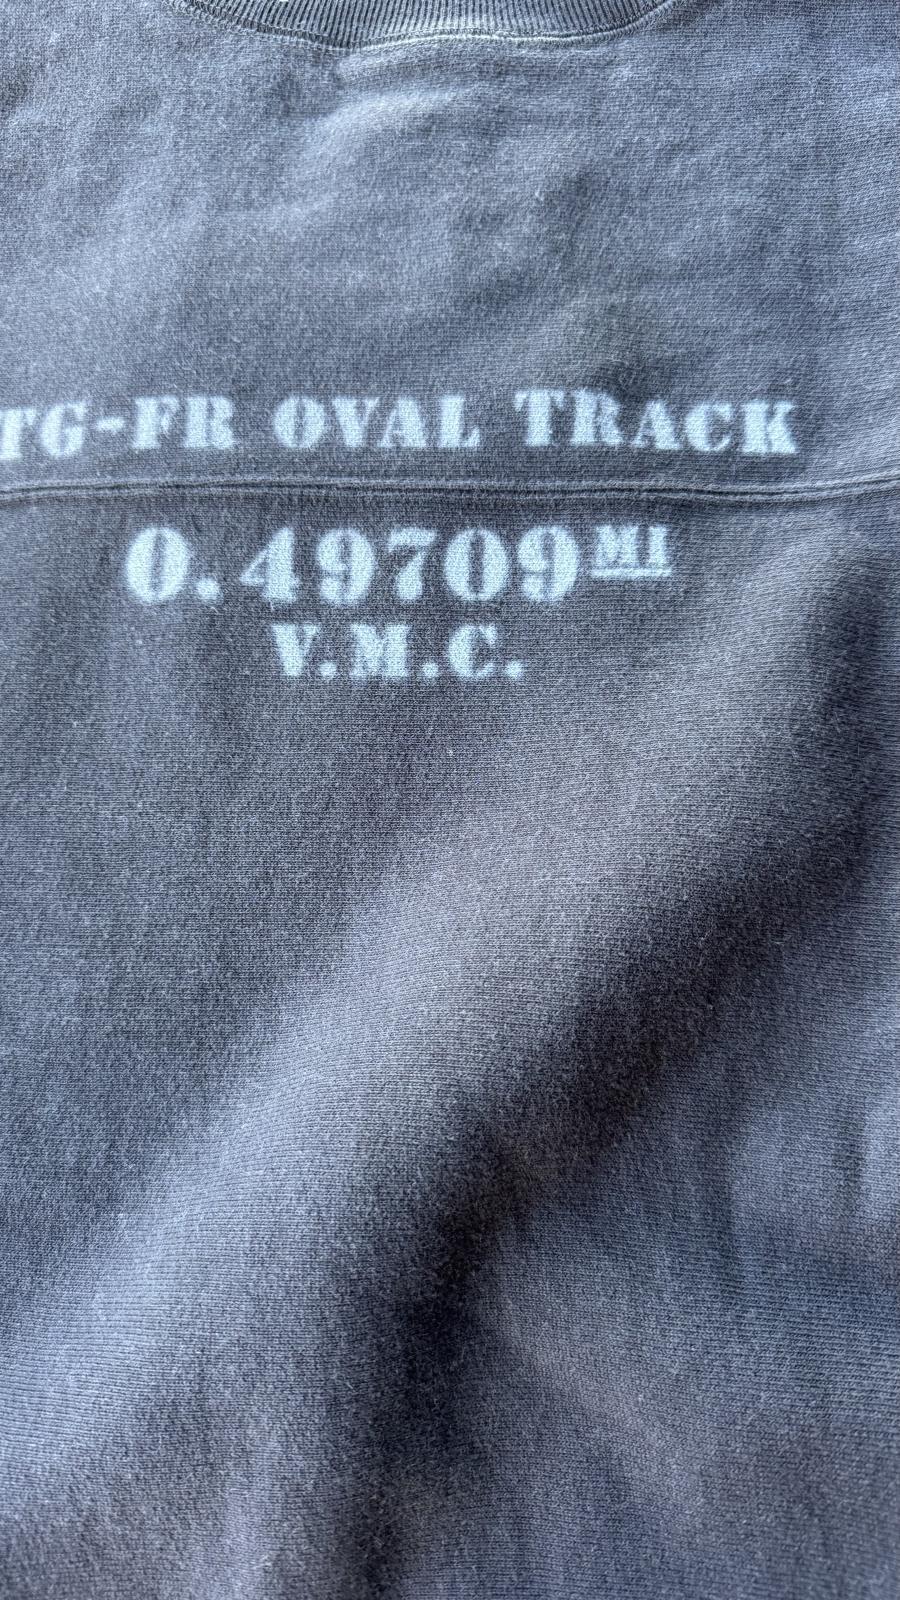 TG-FR OVAL TRACK
0.49709MI
V.M.C.